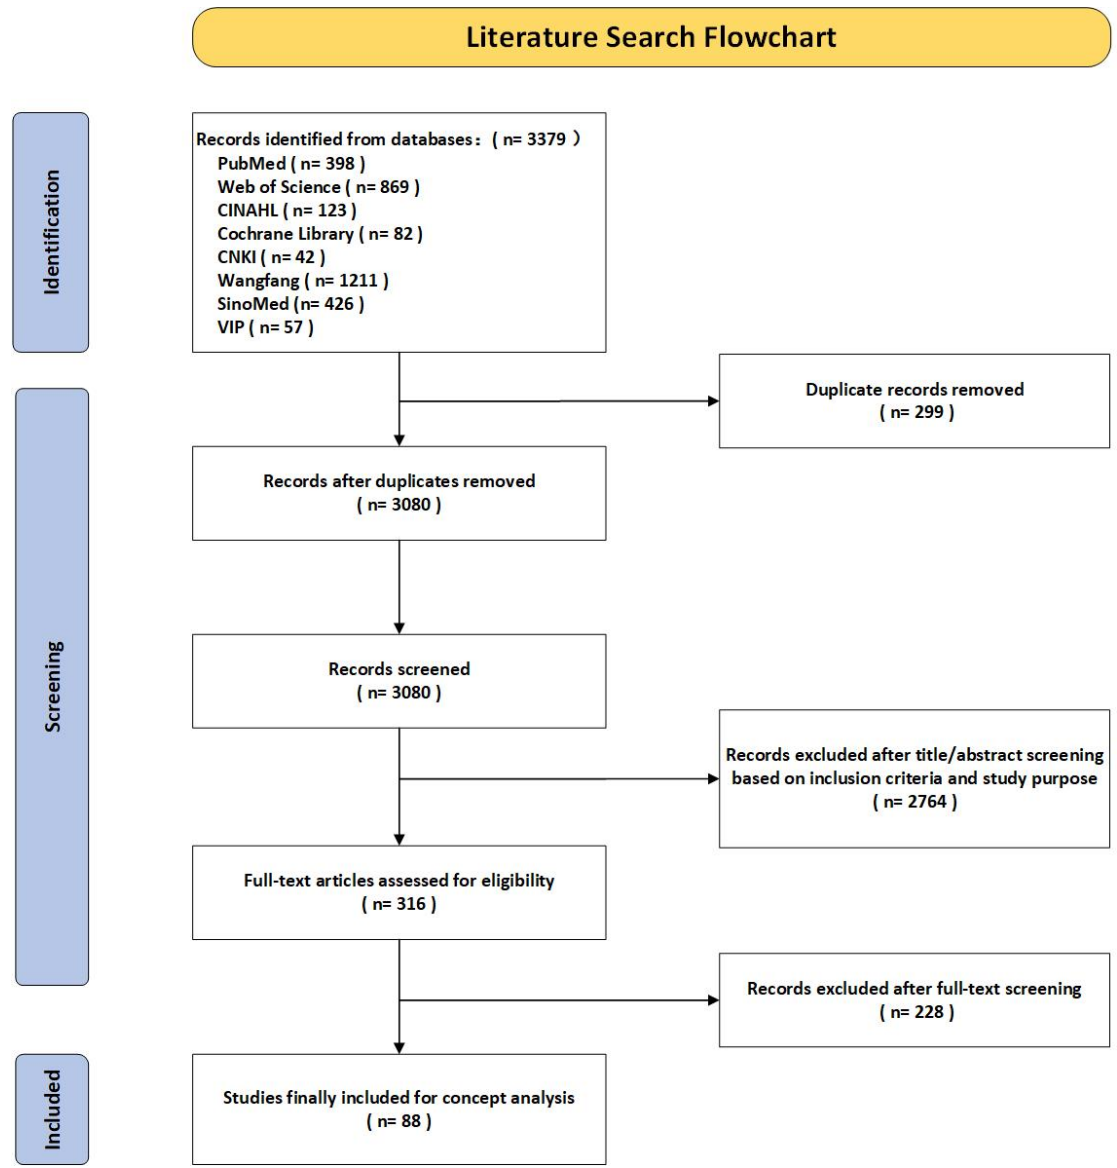 Literature Search Flowchart
Identification
Records identified from databases：( n= 3379 ）
PubMed ( n= 398 )
Web of Science ( n= 869 )
CINAHL ( n= 123 )
Cochrane Library ( n= 82 )
CNKI ( n= 42 )
Wangfang ( n= 1211 )
SinoMed (n= 426 )
VIP ( n= 57 )
Duplicate records removed
( n= 299 )
Screening
Records after duplicates removed
( n= 3080 )
Records screened
( n= 3080 )
Records excluded after title/abstract screening
based on inclusion criteria and study purpose
( n= 2764 )
Full-text articles assessed for eligibility
( n= 316 )
Records excluded after full-text screening
( n= 228 )
Included
Studies finally included for concept analysis
( n= 88 )